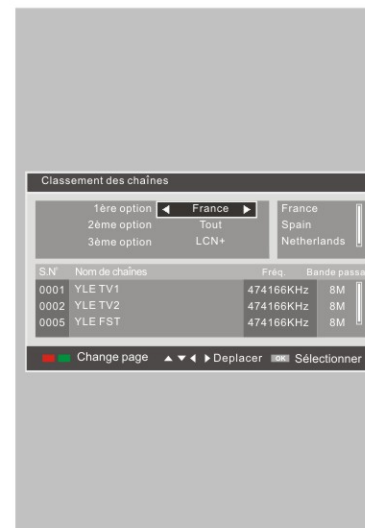 Classement des chaînes
1ère option ◀ France ▶ France
2ème option Tout Spain
3ème option LCN+ Netherlands
S.N° Nom de chaînes Fréq. Bande passa
0001 YLE TV1 474166KHz 8M
0002 YLE TV2 474166KHz 8M
0005 YLE FST 474166KHz 8M
Change page ▲ ▼ ◀ ▶ Deplacer OK Sélectionner